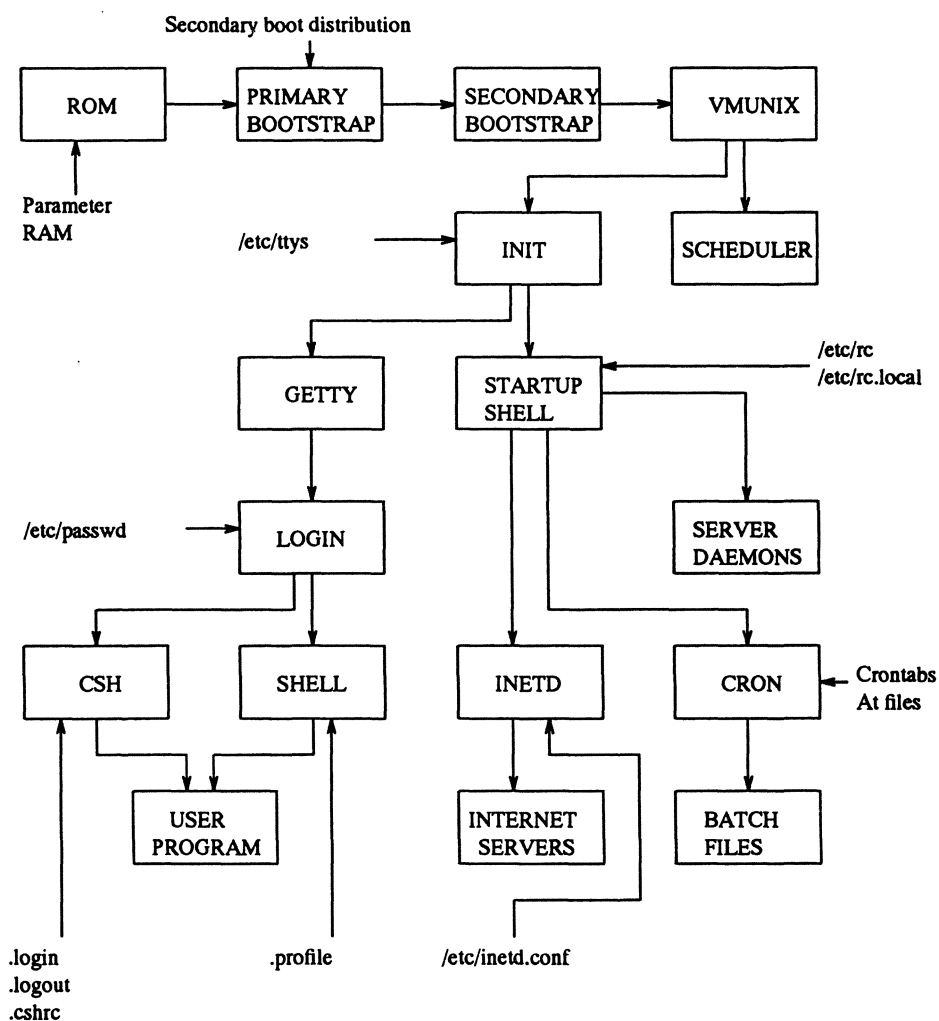 Secondary boot distribution
ROM
PRIMARY
BOOTSTRAP
SECONDARY
BOOTSTRAP
VMUNIX
Parameter
RAM
/etc/ttys
INIT
SCHEDULER
GETTY
STARTUP
SHELL
/etc/rc
/etc/rc.local
/etc/passwd
LOGIN
SERVER
DAEMONS
CSH
SHELL
INETD
CRON
Crontabs
At files
USER
PROGRAM
INTERNET
SERVERS
BATCH
FILES
.login
.logout
.cshrc
.profile
/etc/inetd.conf